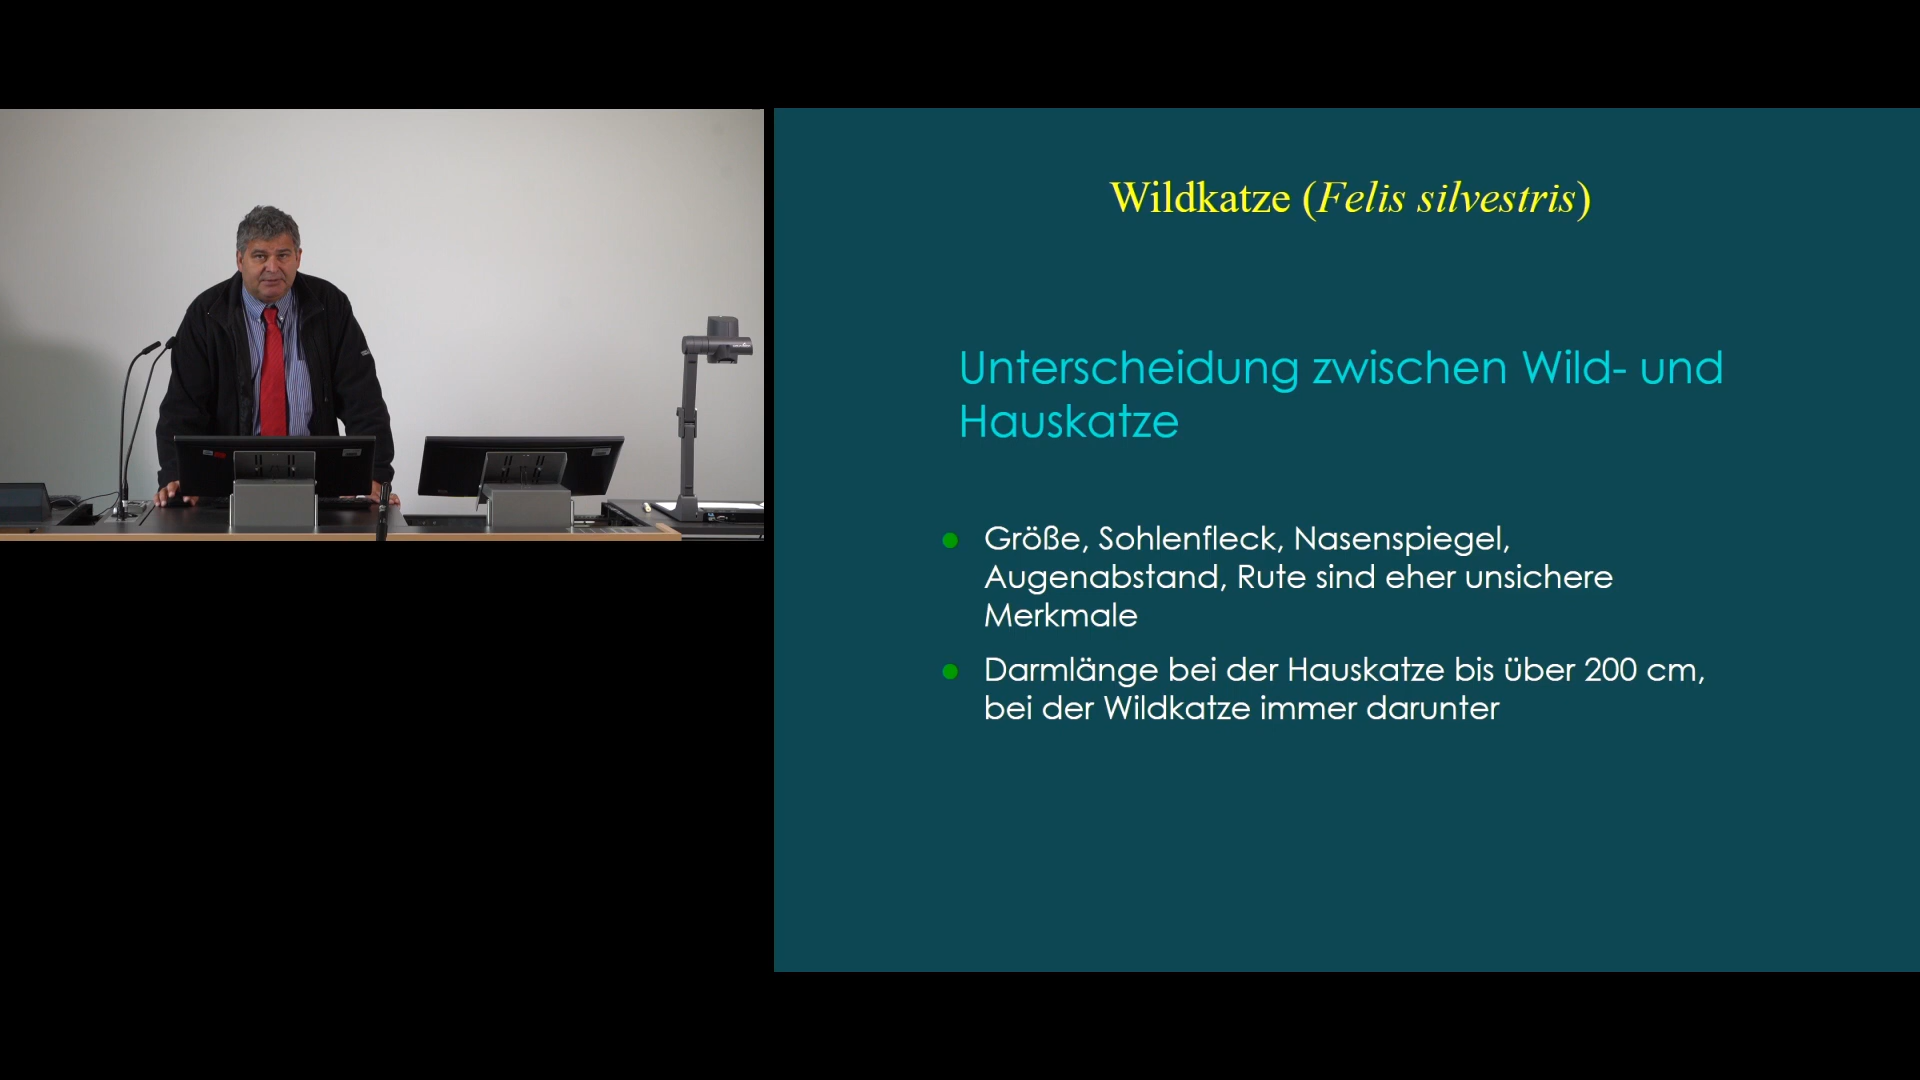 Wildkatze (Felis silvestris)
Unterscheidung zwischen Wild- und
Hauskatze
Größe, Sohlenfleck, Nasenspiegel,
Augenabstand, Rute sind eher unsichere
Merkmale
Darmlänge bei der Hauskatze bis über 200 cm,
bei der Wildkatze immer darunter